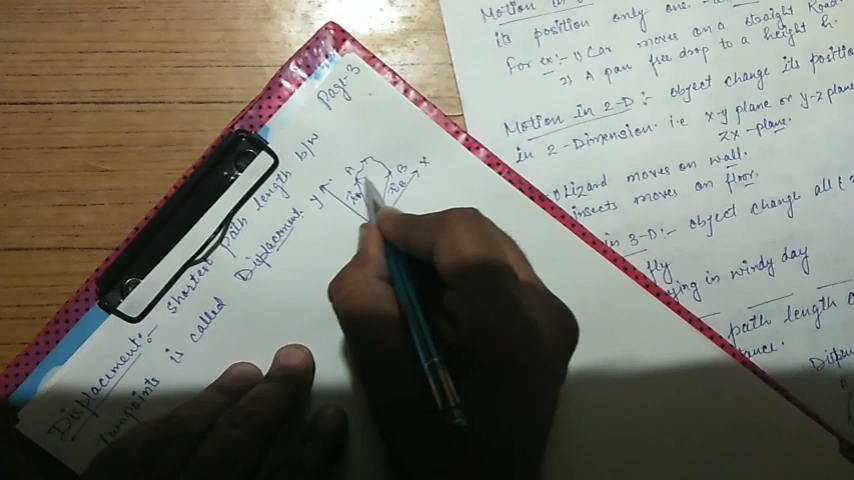 Page-3
Displacement:- Shortest path length b/w
two points is called Displacement.
y
A
B
x
Motion in
its position only one
For ex:- 1) Car moves on a straight Road
2) A pan free drop to a height h.
Motion in 2-D:- object change its position
in 2-Dimension. i.e x-y plane or y-z plane
zx-plane.
Lizard moves on wall.
insects moves on floor.
in 3-D:- object change all
fly
ying in windy day
path length
ance.